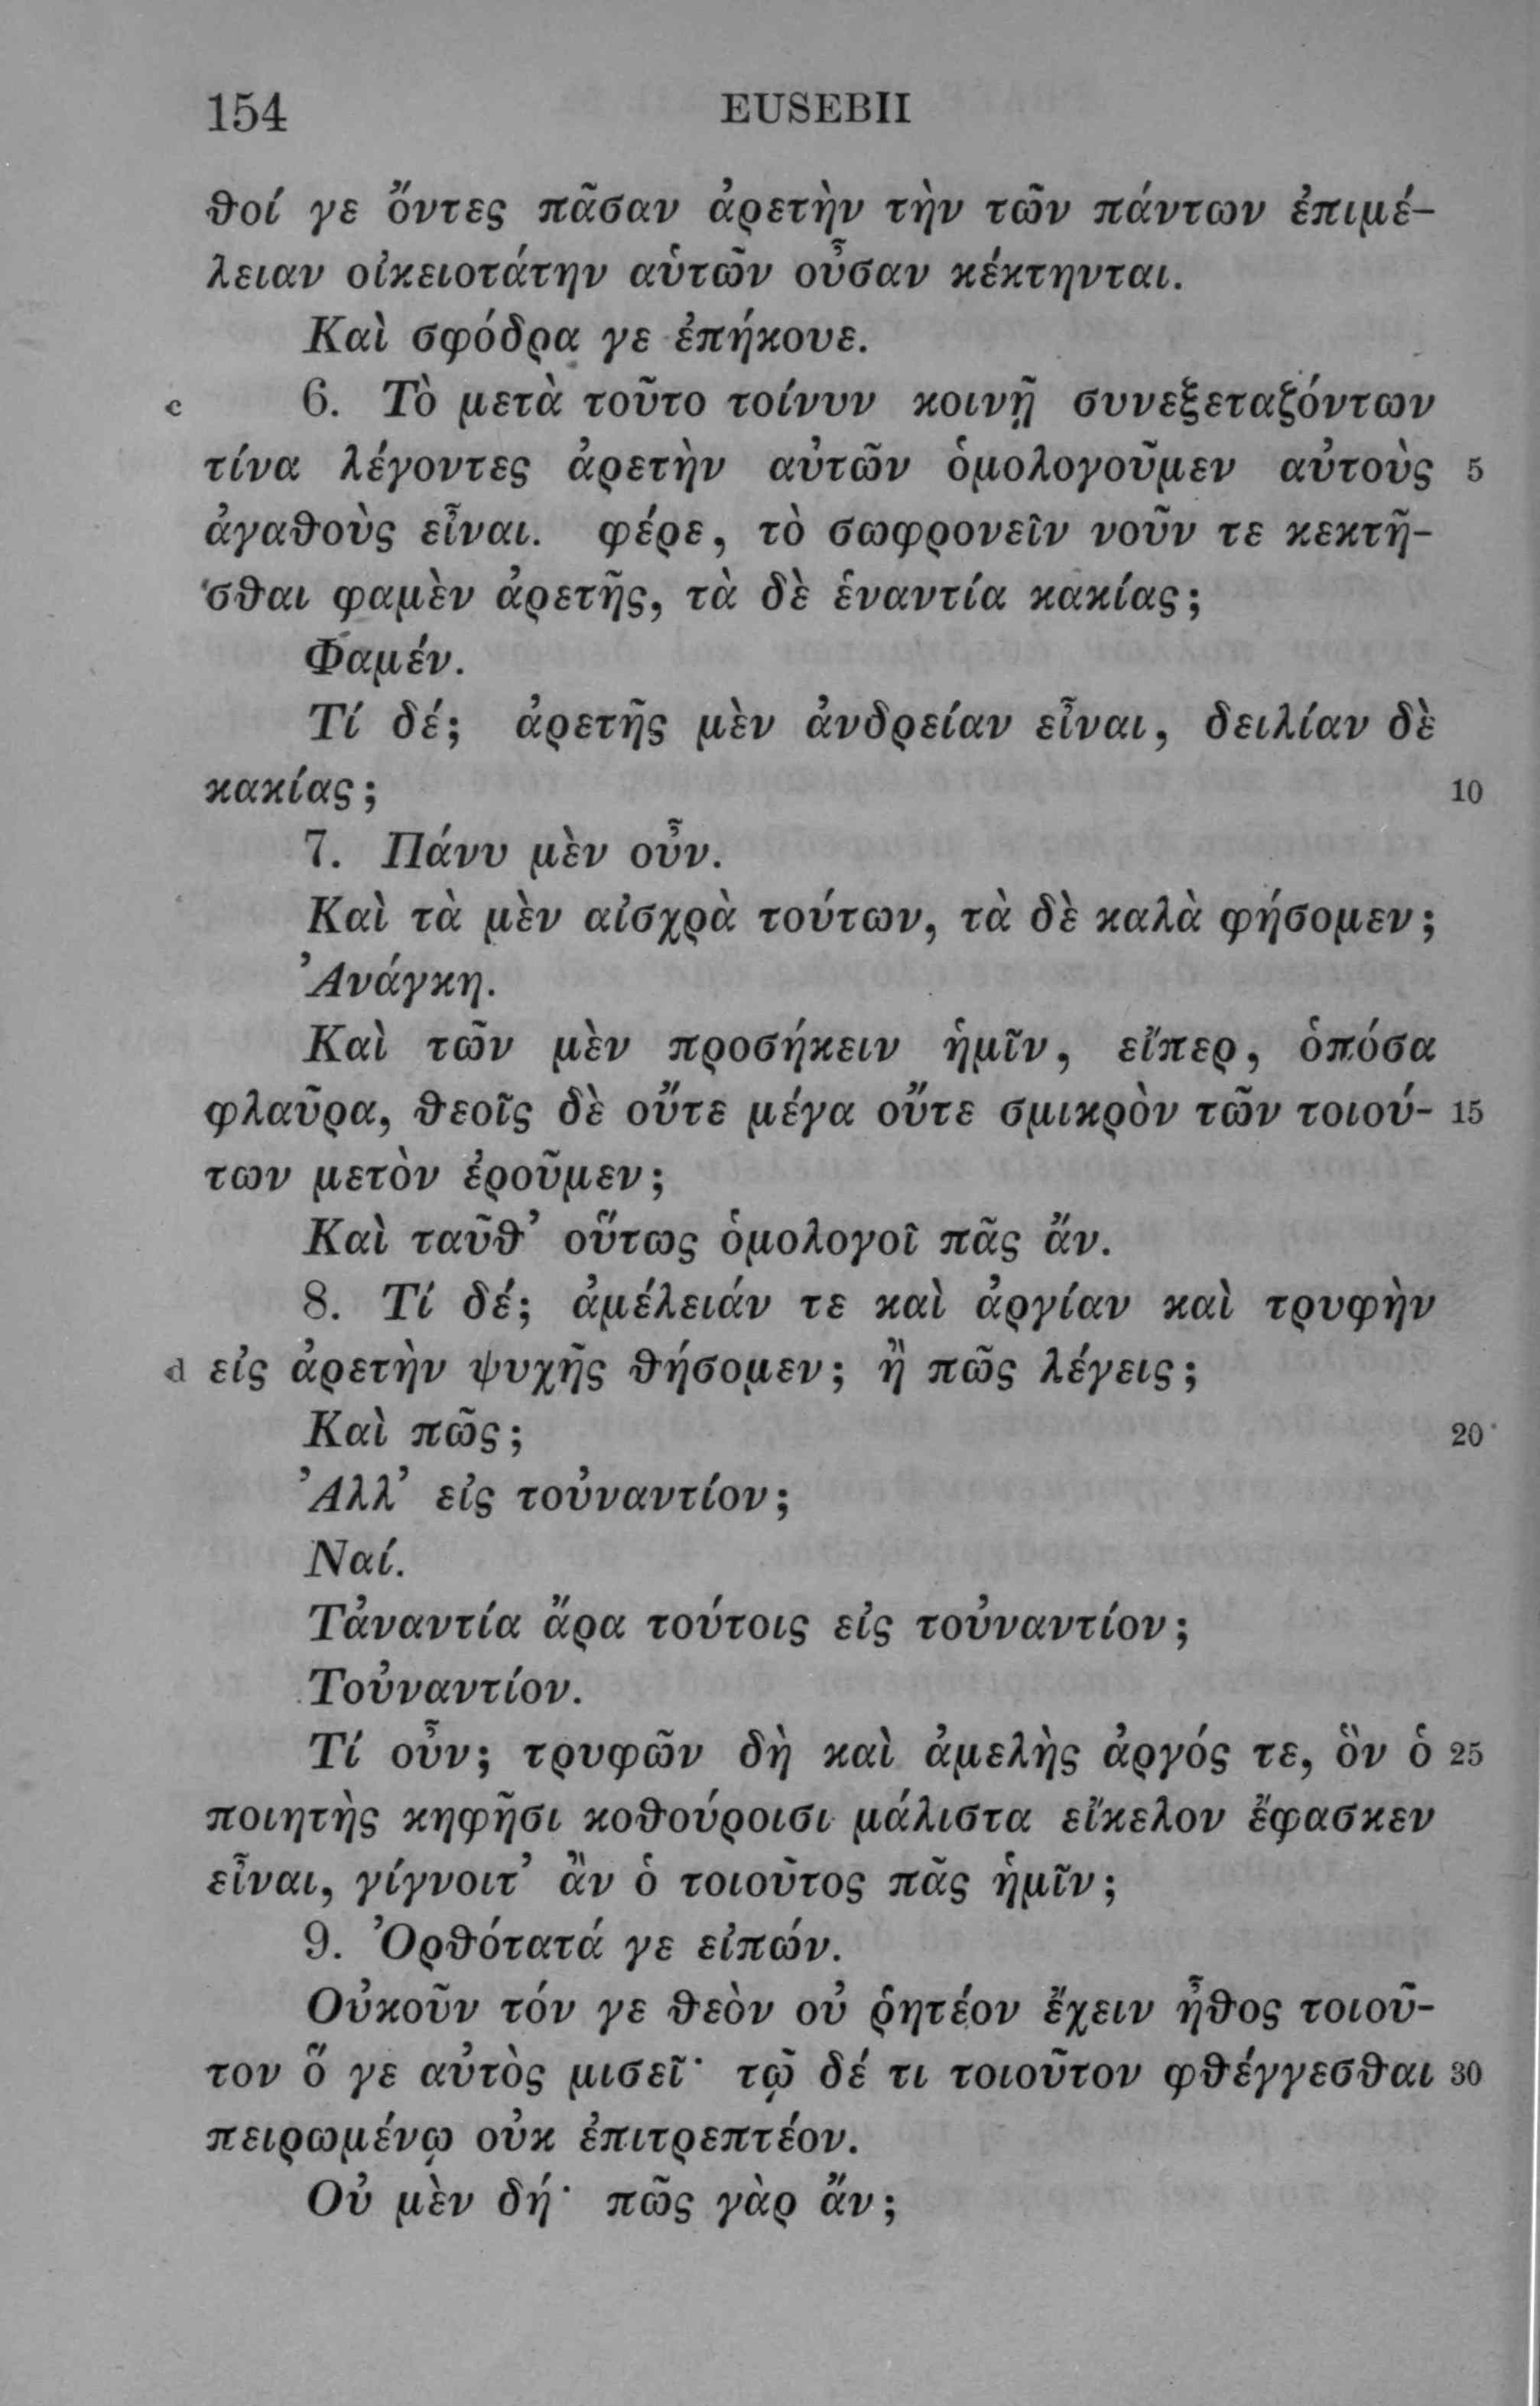 154 EUSEBII
θοί γε ὄντες πᾶσαν ἀρετὴν τὴν τῶν πάντων ἐπιμέ-
λειαν οἰκειοτάτην αὑτῶν οὖσαν κέκτηνται.
Καὶ σφόδρα γε ἐπήκουε.
c 6. Τὸ μετὰ τοῦτο τοίνυν κοινῇ συνεξεταζόντων
τίνα λέγοντες ἀρετὴν αὐτῶν ὁμολογοῦμεν αὐτοὺς 5
ἀγαθοὺς εἶναι. φέρε, τὸ σωφρονεῖν νοῦν τε κεκτῆ-
σθαι φαμὲν ἀρετῆς, τὰ δὲ ἐναντία κακίας;
Φαμέν.
Τί δέ; ἀρετῆς μὲν ἀνδρείαν εἶναι, δειλίαν δὲ
κακίας; 10
7. Πάνυ μὲν οὖν.
Καὶ τὰ μὲν αἰσχρὰ τούτων, τὰ δὲ καλὰ φήσομεν;
Ἀνάγκη.
Καὶ τῶν μὲν προσήκειν ἡμῖν, εἴπερ, ὁπόσα
φλαῦρα, θεοῖς δὲ οὔτε μέγα οὔτε σμικρὸν τῶν τοιού- 15
των μετὸν ἐροῦμεν;
Καὶ ταῦθ’ οὕτως ὁμολογοῖ πᾶς ἄν.
8. Τί δέ; ἀμέλειάν τε καὶ ἀργίαν καὶ τρυφὴν
d εἰς ἀρετὴν ψυχῆς θήσομεν; ἢ πῶς λέγεις;
Καὶ πῶς; 20
Ἀλλ’ εἰς τοὐναντίον;
Ναί.
Τἀναντία ἄρα τούτοις εἰς τοὐναντίον;
Τοὐναντίον.
Τί οὖν; τρυφῶν δὴ καὶ ἀμελὴς ἀργός τε, ὃν ὁ 25
ποιητὴς κηφῆσι κοθούροισι μάλιστα εἴκελον ἔφασκεν
εἶναι, γίγνοιτ’ ἂν ὁ τοιοῦτος πᾶς ἡμῖν;
9. Ὀρθότατά γε εἰπών.
Οὐκοῦν τόν γε θεὸν οὐ ῥητέον ἔχειν ἦθος τοιοῦ-
τον ὅ γε αὐτὸς μισεῖ· τῷ δέ τι τοιοῦτον φθέγγεσθαι 30
πειρωμένῳ οὐκ ἐπιτρεπτέον.
Οὐ μὲν δή· πῶς γὰρ ἄν;